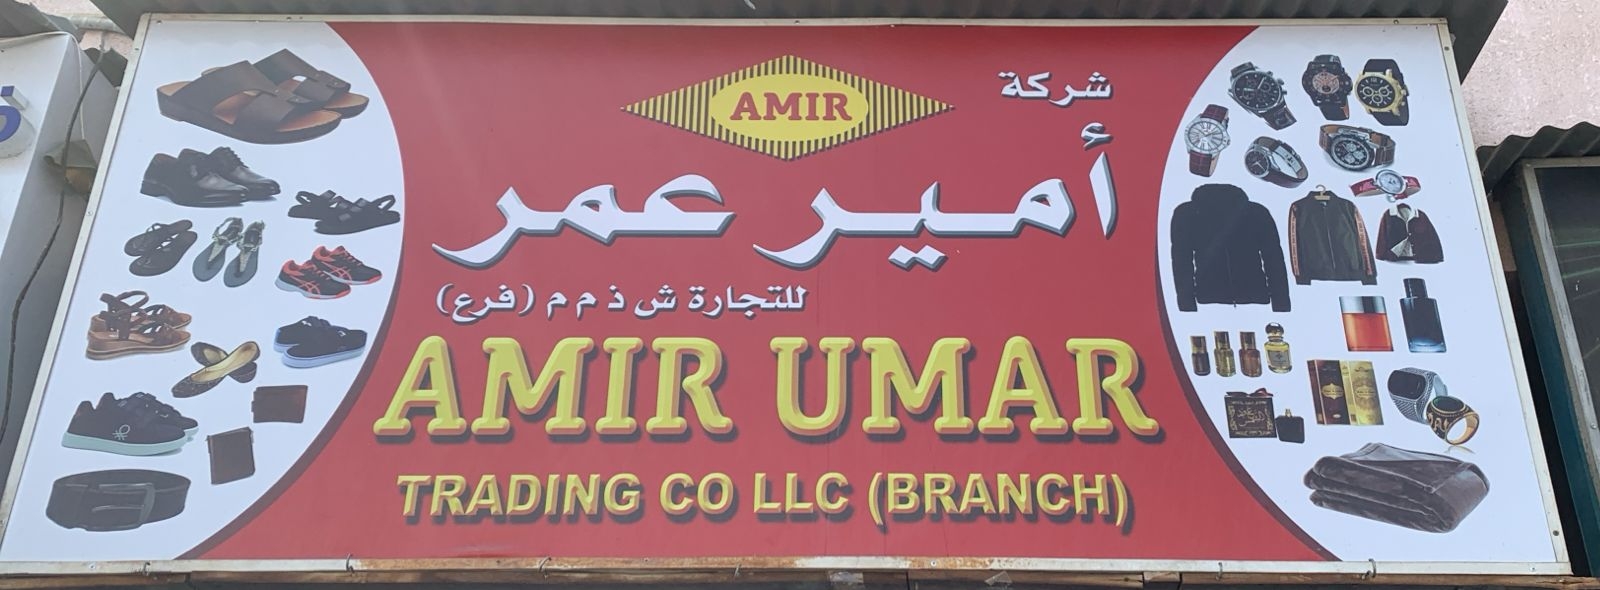 AMIR
شركة
أمير عمر
للتجارة ش ذ م م (فرع)
AMIR UMAR
TRADING CO LLC (BRANCH)